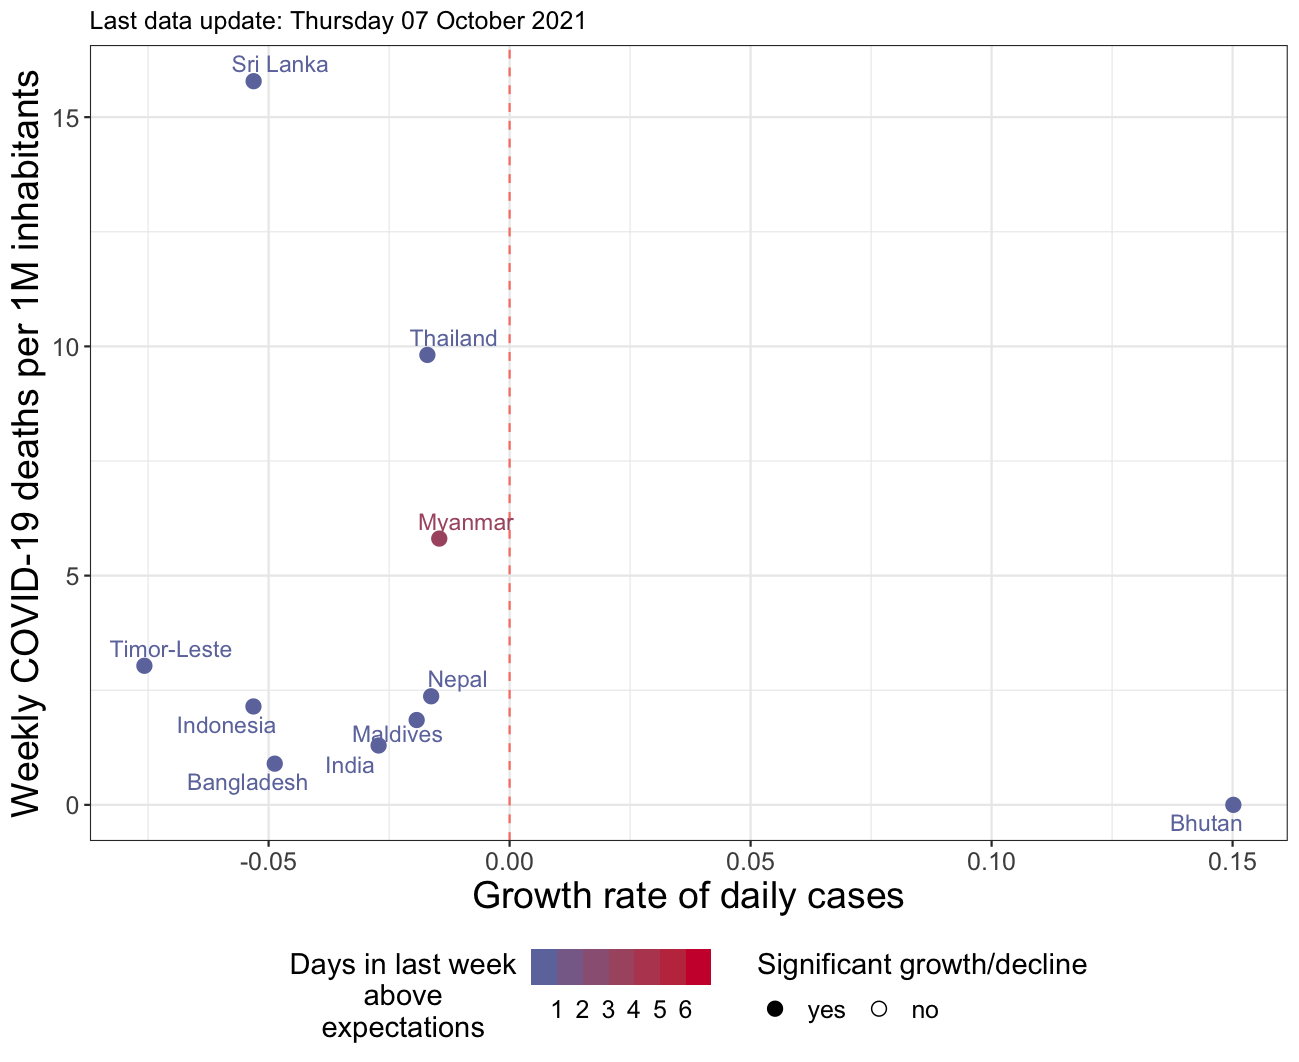 Last data update: Thursday 07 October 2021
Weekly COVID-19 deaths per 1M inhabitants
15
10
5
0
Sri Lanka
Thailand
Myanmar
Timor-Leste
Nepal
Indonesia
Maldives
India
Bangladesh
Bhutan
-0.05
0.00
0.05
0.10
0.15
Growth rate of daily cases
Days in last week
above
expectations
1 2 3 4 5 6
Significant growth/decline
yes no